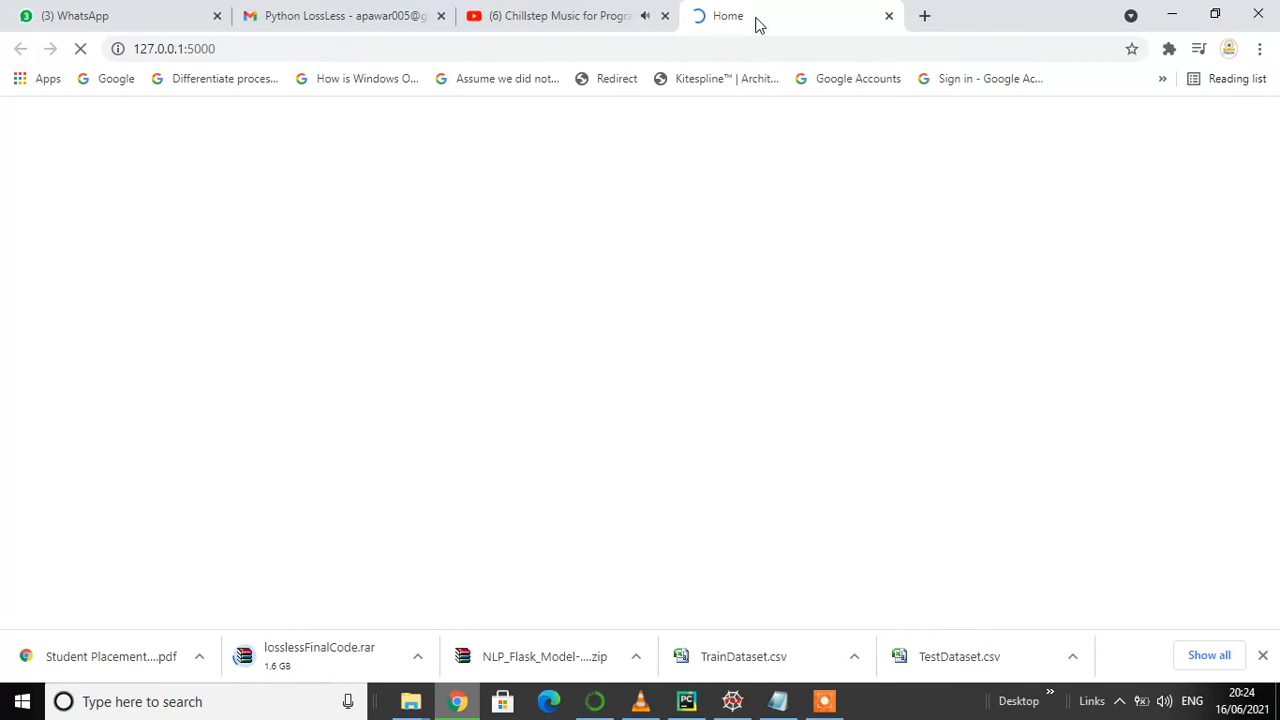 (3) WhatsApp
Python LossLess - apawar005@g
(6) Chillstep Music for Progra
Home
127.0.0.1:5000
Apps
Google
Differentiate proces...
How is Windows O...
Assume we did not...
Redirect
Kitespline™ | Archit...
Google Accounts
Sign in - Google Ac...
»
Reading list
Student Placement....pdf
losslessFinalCode.rar
1.6 GB
NLP_Flask_Model-....zip
TrainDataset.csv
TestDataset.csv
Show all
Type here to search
Desktop
»
Links
ENG
20:24
16/06/2021